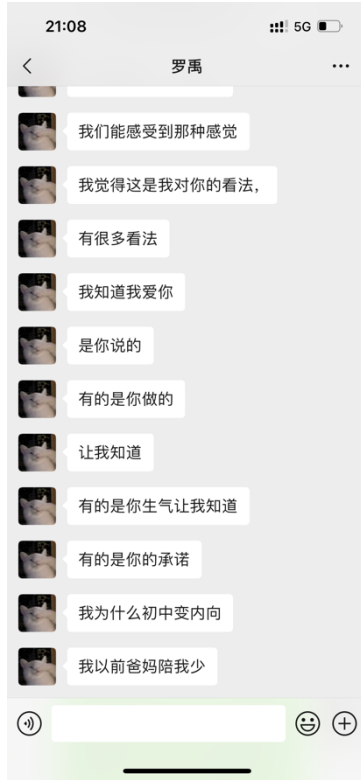 21:08
5G
罗禹
我们能感受到那种感觉
我觉得这是我对你的看法，
有很多看法
我知道我爱你
是你说的
有的是你做的
让我知道
有的是你生气让我知道
有的是你的承诺
我为什么初中变内向
我以前爸妈陪我少